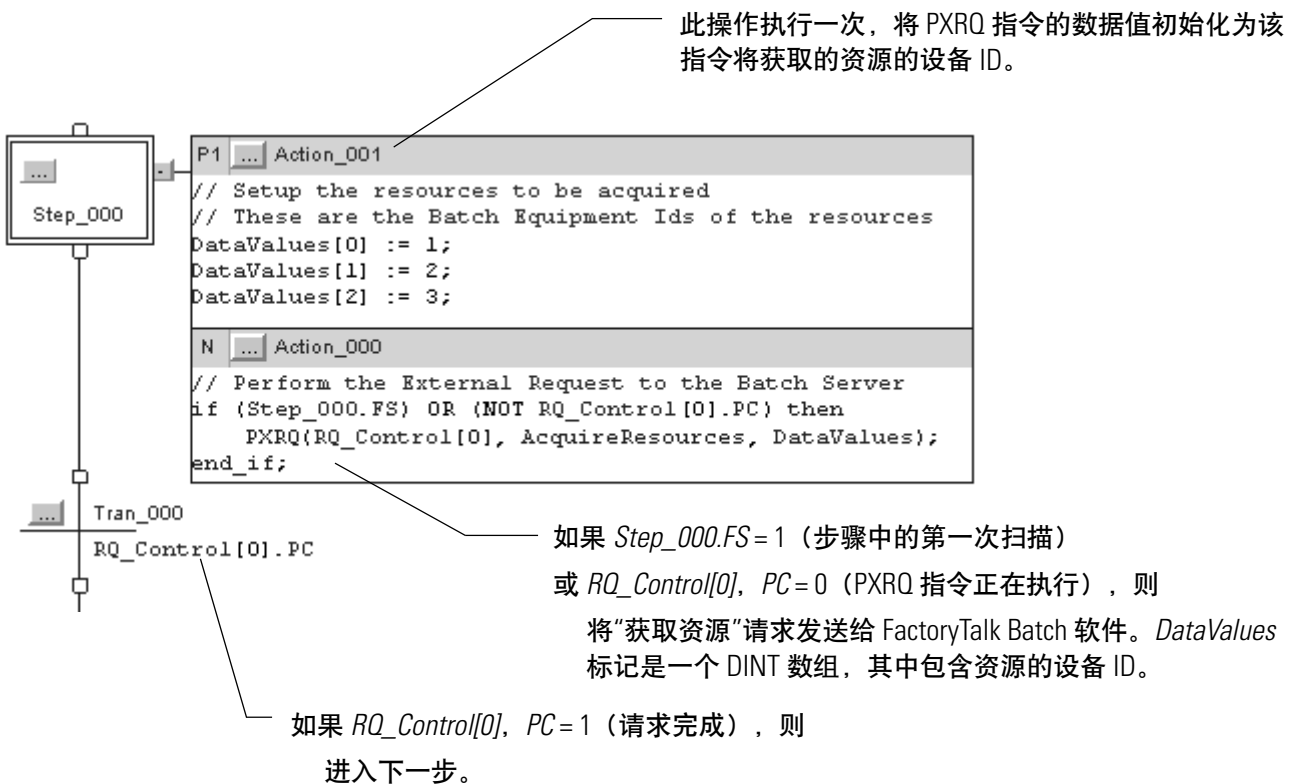 此操作执行一次，将 PXRQ 指令的数据值初始化为该
指令将获取的资源的设备 ID。
P1 ... Action_001
...
Step_000
// Setup the resources to be acquired
// These are the Batch Equipment Ids of the resources
DataValues[0] := 1;
DataValues[1] := 2;
DataValues[2] := 3;
N ... Action_000
// Perform the External Request to the Batch Server
if (Step_000.FS) OR (NOT RQ_Control[0].PC) then
PXRQ(RQ_Control[0], AcquireResources, DataValues);
end_if;
... Tran_000
RQ_Control[0].PC
如果 Step_000.FS = 1（步骤中的第一次扫描）
或 RQ_Control[0]，PC = 0（PXRQ 指令正在执行），则
将“获取资源”请求发送给 FactoryTalk Batch 软件。DataValues
标记是一个 DINT 数组，其中包含资源的设备 ID。
如果 RQ_Control[0]，PC = 1（请求完成），则
进入下一步。